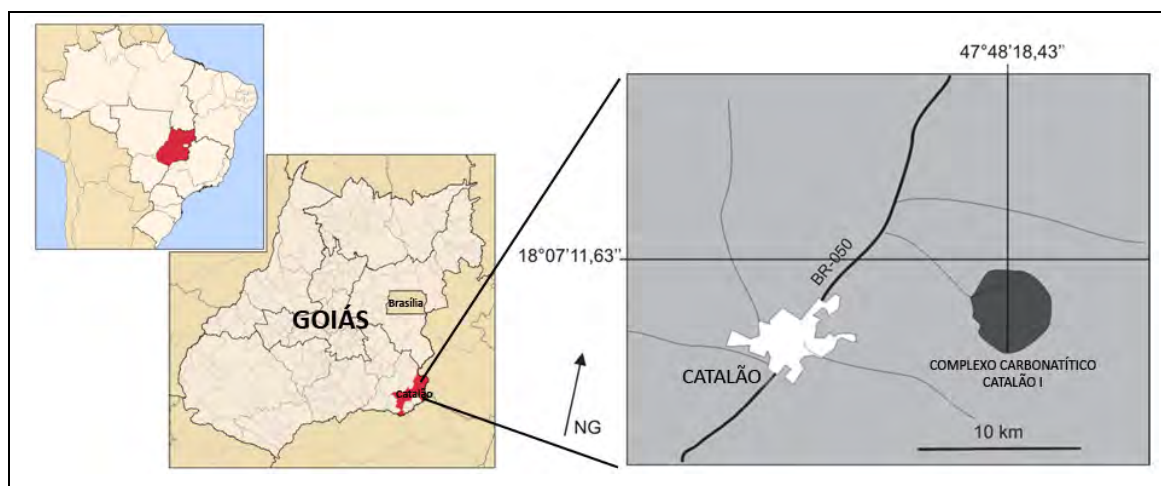 47°48'18,43"
18°07'11,63"
BR-050
Brasília
GOIÁS
Catalão
CATALÃO
COMPLEXO CARBONATÍTICO
CATALÃO I
NG
10 km